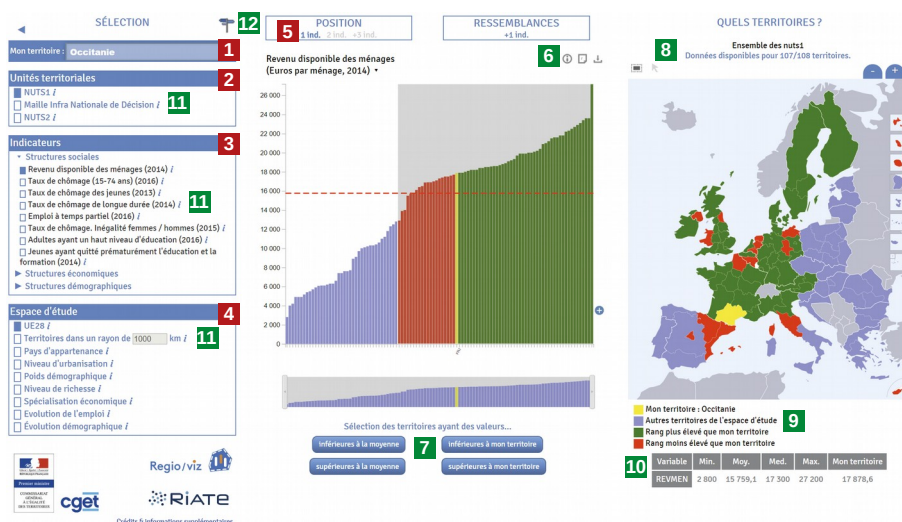 SÉLECTION
12
Mon territoire : Occitanie
1
Unités territoriales
2
NUTS1 i
Maille Infra Nationale de Décision i
11
NUTS2 i
Indicateurs
3
Structures sociales
Revenu disponible des ménages (2014) i
Taux de chômage (15-74 ans) (2016) i
Taux de chômage des jeunes (2013) i
Taux de chômage de longue durée (2014) i
11
Emploi à temps partiel (2016) i
Taux de chômage. Inégalité femmes / hommes (2015) i
Adultes ayant un haut niveau d'éducation (2016) i
Jeunes ayant quitté prématurément l'éducation et la
formation (2014) i
Structures économiques
Structures démographiques
Espace d'étude
4
UE28 i
Territoires dans un rayon de 1000 km i
11
Pays d'appartenance i
Niveau d'urbanisation i
Poids démographique i
Niveau de richesse i
Spécialisation économique i
Evolution de l'emploi i
Évolution démographique i
Premier ministre
COMMISSARIAT
GÉNÉRAL
À L'ÉGALITÉ
DES TERRITOIRES
Regio/viz
cget
RIATE
Crédits & informations supplémentaires
POSITION
5
1 ind. 2 ind. +3 ind.
RESSEMBLANCES
+1 ind.
6
Revenu disponible des ménages
(Euros par ménage, 2014)
26 000
24 000
22 000
20 000
18 000
16 000
14 000
12 000
10 000
8 000
6 000
4 000
2 000
0
Sélection des territoires ayant des valeurs...
inférieures à la moyenne
7
inférieures à mon territoire
supérieures à la moyenne
supérieures à mon territoire
QUELS TERRITOIRES ?
8
Ensemble des nuts1
Données disponibles pour 107/108 territoires.
-
+
Mon territoire : Occitanie
Autres territoires de l'espace d'étude
9
Rang plus élevé que mon territoire
Rang moins élevé que mon territoire
10
Variable Min. Moy. Med. Max. Mon territoire
REVMEN 2 800 15 759,1 17 300 27 200 17 878,6